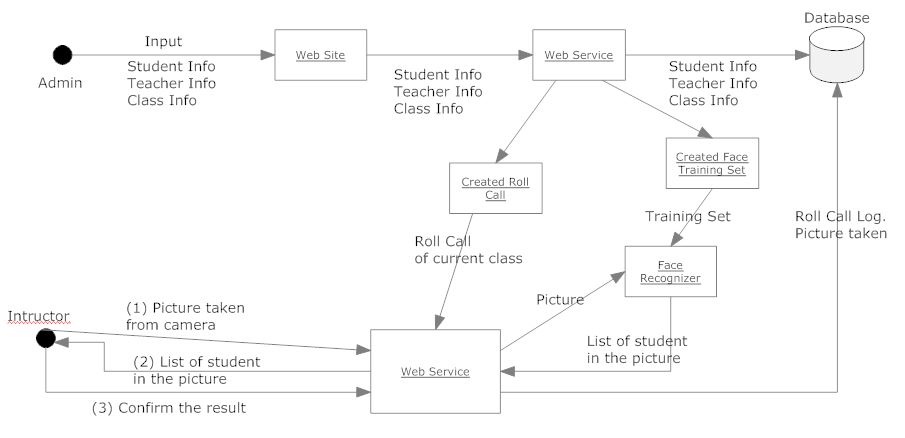 Database
Input
Web Site
Web Service
Admin
Student Info
Teacher Info
Class Info
Student Info
Teacher Info
Class Info
Student Info
Teacher Info
Class Info
Created Roll
Call
Created Face
Training Set
Training Set
Roll Call Log.
Picture taken
Roll Call
of current class
Face
Recognizer
Intructor
(1) Picture taken
from camera
Picture
(2) List of student
in the picture
Web Service
List of student
in the picture
(3) Confirm the result